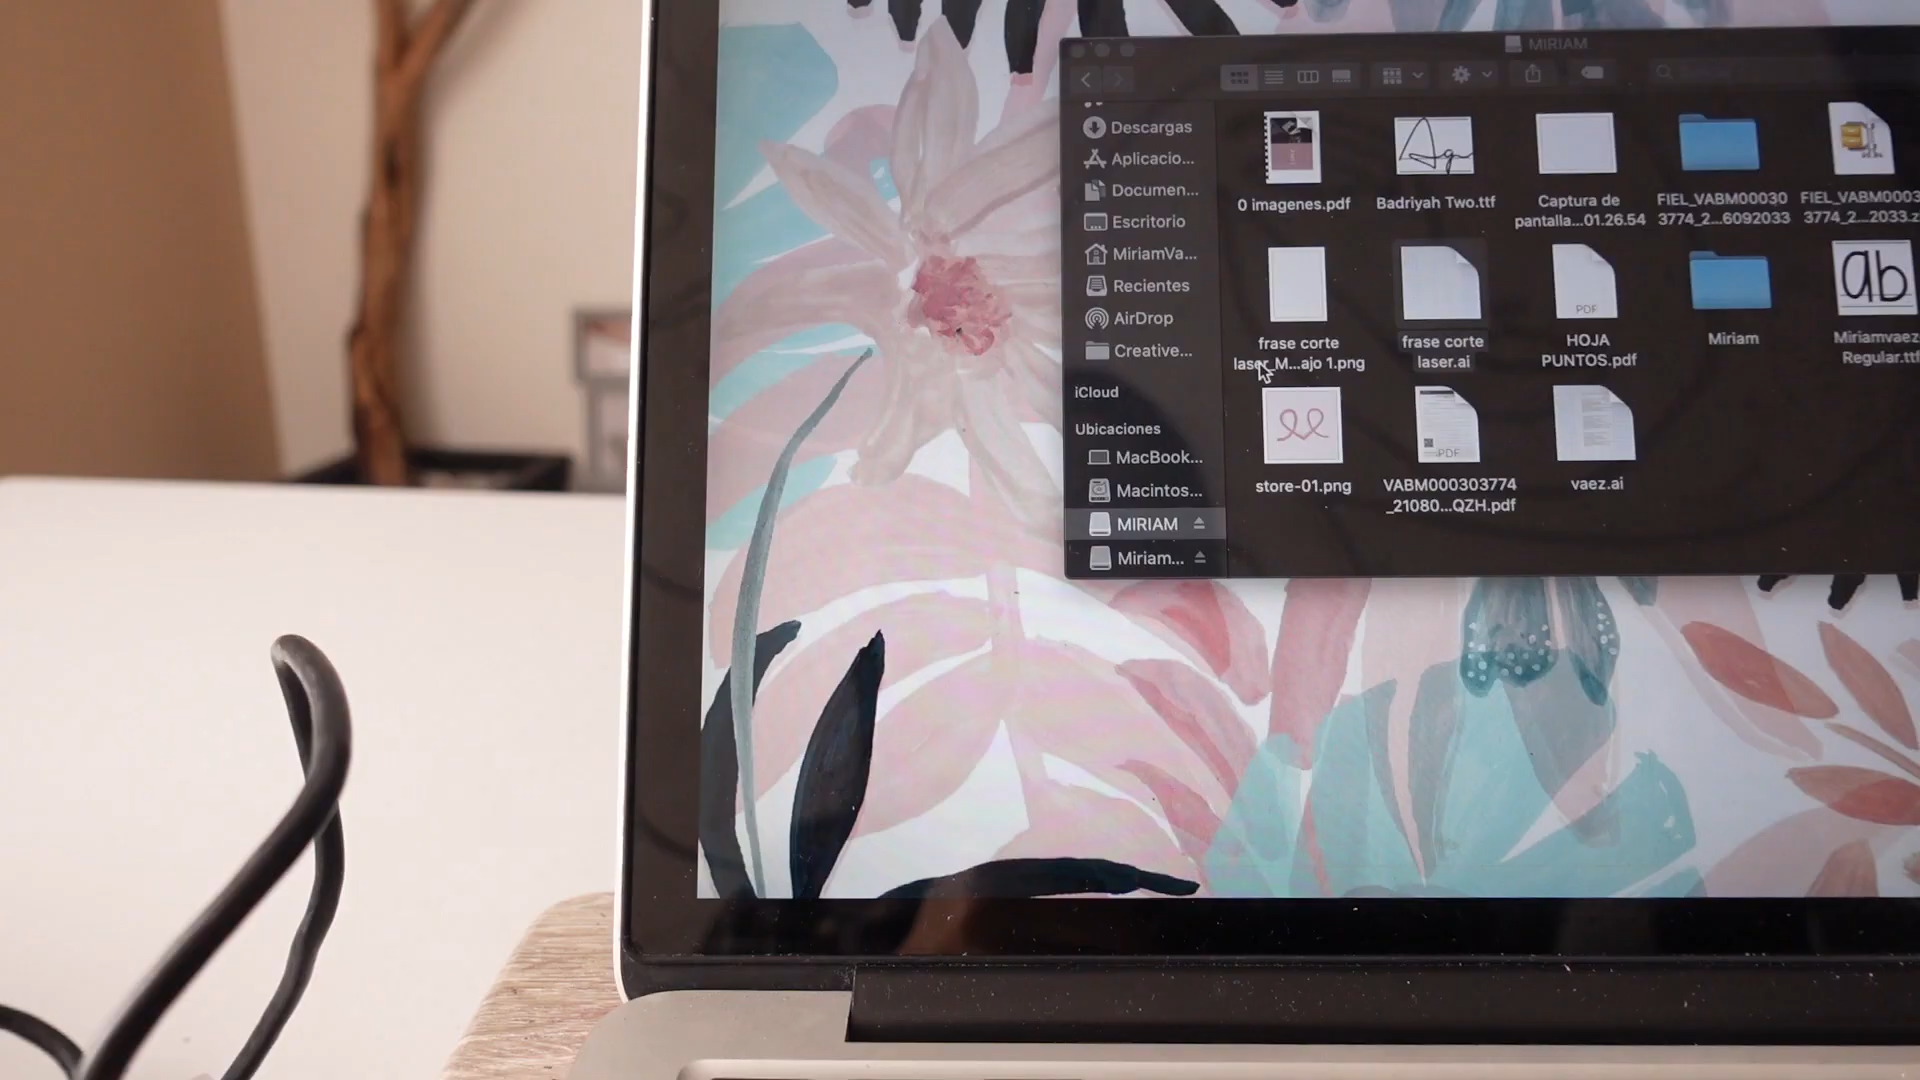 MIRIAM
Descargas
Aplicacio...
Documen...
Escritorio
MiriamVa...
Recientes
AirDrop
Creative...
iCloud
Ubicaciones
MacBook...
Macintos...
MIRIAM
Miriam...
0 imagenes.pdf
Badriyah Two.ttf
Captura de
pantalla...01.26.54
FIEL_VABM00030
3774_2...6092033
FIEL_VABM0003
3774_2...2033.z
frase corte
laser_M...ajo 1.png
frase corte
laser.ai
PDF
HOJA
PUNTOS.pdf
Miriam
ab
Miriamvaez
Regular.ttf
store-01.png
PDF
VABM000303774
_21080...QZH.pdf
vaez.ai